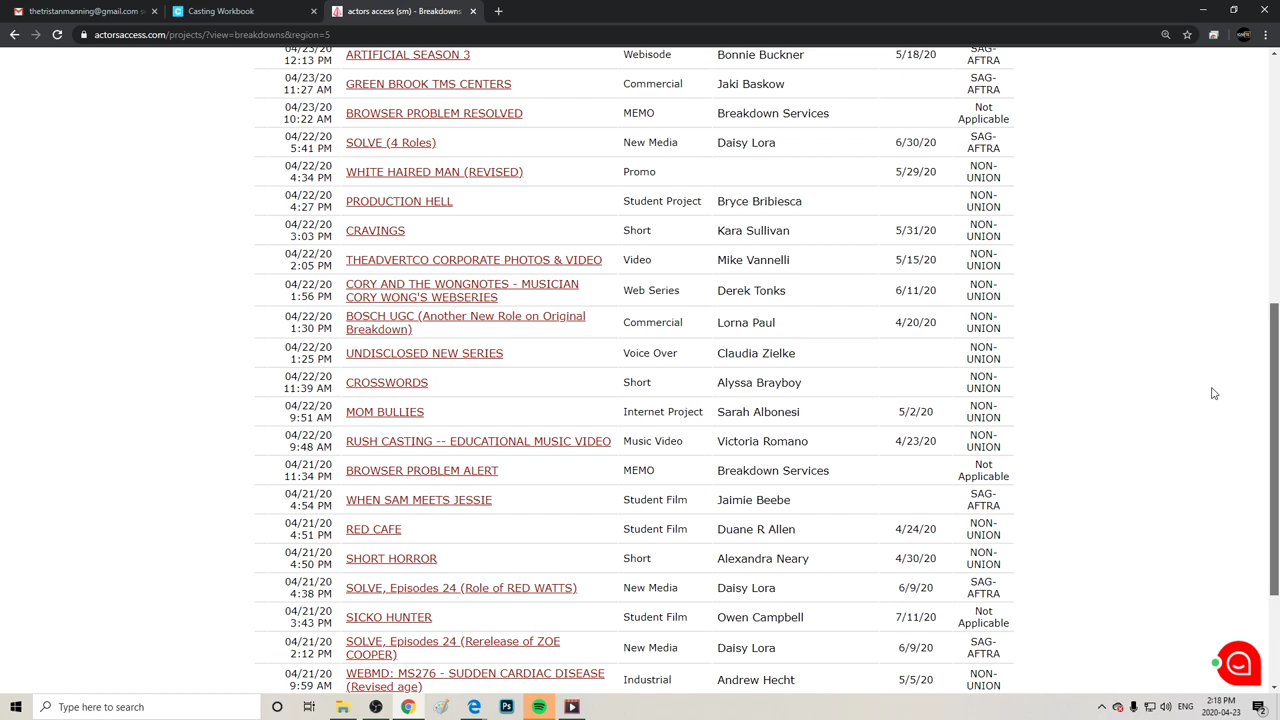 thetristanmanning@gmail.com
Casting Workbook
actors access (sm) - Breakdowns
actorsaccess.com/projects/?view=breakdowns&region=5
04/23/20 12:13 PM ARTIFICIAL SEASON 3 Webisode Bonnie Buckner 5/18/20 SAG-AFTRA
04/23/20 11:27 AM GREEN BROOK TMS CENTERS Commercial Jaki Baskow SAG-AFTRA
04/23/20 10:22 AM BROWSER PROBLEM RESOLVED MEMO Breakdown Services Not Applicable
04/22/20 5:41 PM SOLVE (4 Roles) New Media Daisy Lora 6/30/20 SAG-AFTRA
04/22/20 4:34 PM WHITE HAIRED MAN (REVISED) Promo 5/29/20 NON-UNION
04/22/20 4:27 PM PRODUCTION HELL Student Project Bryce Bribiesca NON-UNION
04/22/20 3:03 PM CRAVINGS Short Kara Sullivan 5/31/20 NON-UNION
04/22/20 2:05 PM THEADVERTCO CORPORATE PHOTOS & VIDEO Video Mike Vannelli 5/15/20 NON-UNION
04/22/20 1:56 PM CORY AND THE WONGNOTES - MUSICIAN CORY WONG'S WEBSERIES Web Series Derek Tonks 6/11/20 NON-UNION
04/22/20 1:30 PM BOSCH UGC (Another New Role on Original Breakdown) Commercial Lorna Paul 4/20/20 NON-UNION
04/22/20 1:25 PM UNDISCLOSED NEW SERIES Voice Over Claudia Zielke NON-UNION
04/22/20 11:39 AM CROSSWORDS Short Alyssa Brayboy NON-UNION
04/22/20 9:51 AM MOM BULLIES Internet Project Sarah Albonesi 5/2/20 NON-UNION
04/22/20 9:48 AM RUSH CASTING -- EDUCATIONAL MUSIC VIDEO Music Video Victoria Romano 4/23/20 NON-UNION
04/21/20 11:34 PM BROWSER PROBLEM ALERT MEMO Breakdown Services Not Applicable
04/21/20 4:54 PM WHEN SAM MEETS JESSIE Student Film Jaimie Beebe SAG-AFTRA
04/21/20 4:51 PM RED CAFE Student Film Duane R Allen 4/24/20 NON-UNION
04/21/20 4:50 PM SHORT HORROR Short Alexandra Neary 4/30/20 NON-UNION
04/21/20 4:38 PM SOLVE, Episodes 24 (Role of RED WATTS) New Media Daisy Lora 6/9/20 SAG-AFTRA
04/21/20 3:43 PM SICKO HUNTER Student Film Owen Campbell 7/11/20 Not Applicable
04/21/20 2:12 PM SOLVE, Episodes 24 (Rerelease of ZOE COOPER) New Media Daisy Lora 6/9/20 SAG-AFTRA
04/21/20 9:59 AM WEBMD: MS276 - SUDDEN CARDIAC DISEASE (Revised age) Industrial Andrew Hecht 5/5/20 NON-UNION
Type here to search
ENG
2:18 PM
2020-04-23
2